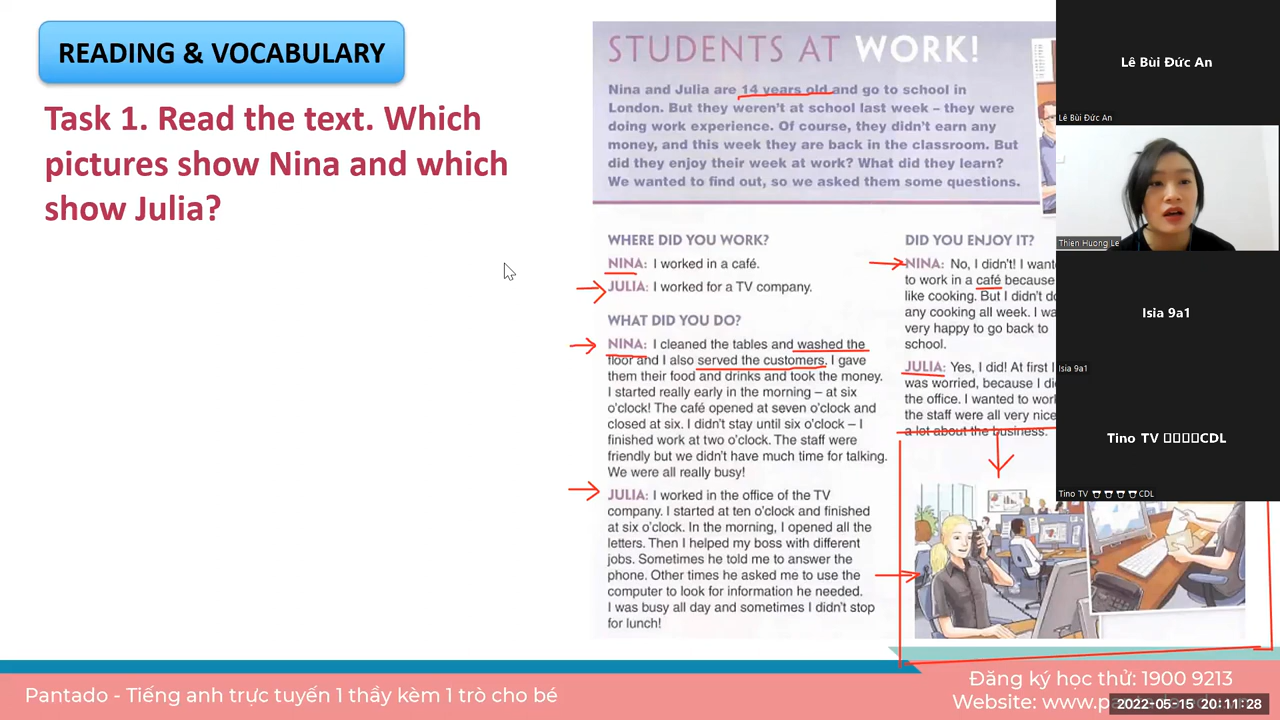 READING & VOCABULARY
Task 1. Read the text. Which
pictures show Nina and which
show Julia?
STUDENTS AT WORK!
Nina and Julia are 14 years old and go to school in
London. But they weren't at school last week – they were
doing work experience. Of course, they didn't earn any
money, and this week they are back in the classroom. But
did they enjoy their week at work? What did they learn?
We wanted to find out, so we asked them some questions.
WHERE DID YOU WORK?
NINA: I worked in a café.
JULIA: I worked for a TV company.
WHAT DID YOU DO?
NINA: I cleaned the tables and washed the
floor and I also served the customers. I gave
them their food and drinks and took the money.
I started really early in the morning – at six
o'clock! The café opened at seven o'clock and
closed at six. I didn't stay until six o'clock – I
finished work at two o'clock. The staff were
friendly but we didn't have much time for talking.
We were all really busy!
JULIA: I worked in the office of the TV
company. I started at ten o'clock and finished
at six o'clock. In the morning, I opened all the
letters. Then I helped my boss with different
jobs. Sometimes he told me to answer the
phone. Other times he asked me to use the
computer to look for information he needed.
I was busy all day and sometimes I didn't stop
for lunch!
DID YOU ENJOY IT?
NINA: No, I didn't! I want
to work in a café because
like cooking. But I didn't do
any cooking all week. I wa
very happy to go back to
school.
JULIA: Yes, I did! At first I
was worried, because I di
the office. I wanted to work
the staff were all very nice
a lot about the business.
Lê Bùi Đức An
Lê Bùi Đức An
Thien Huong Le
Isia 9a1
Isia 9a1
Tino TV CDL
Tino TV CDL
Pantado - Tiếng anh trực tuyến 1 thầy kèm 1 trò cho bé
Đăng ký học thử: 1900 9213
Website: www.p
2022-05-15 20:11:28